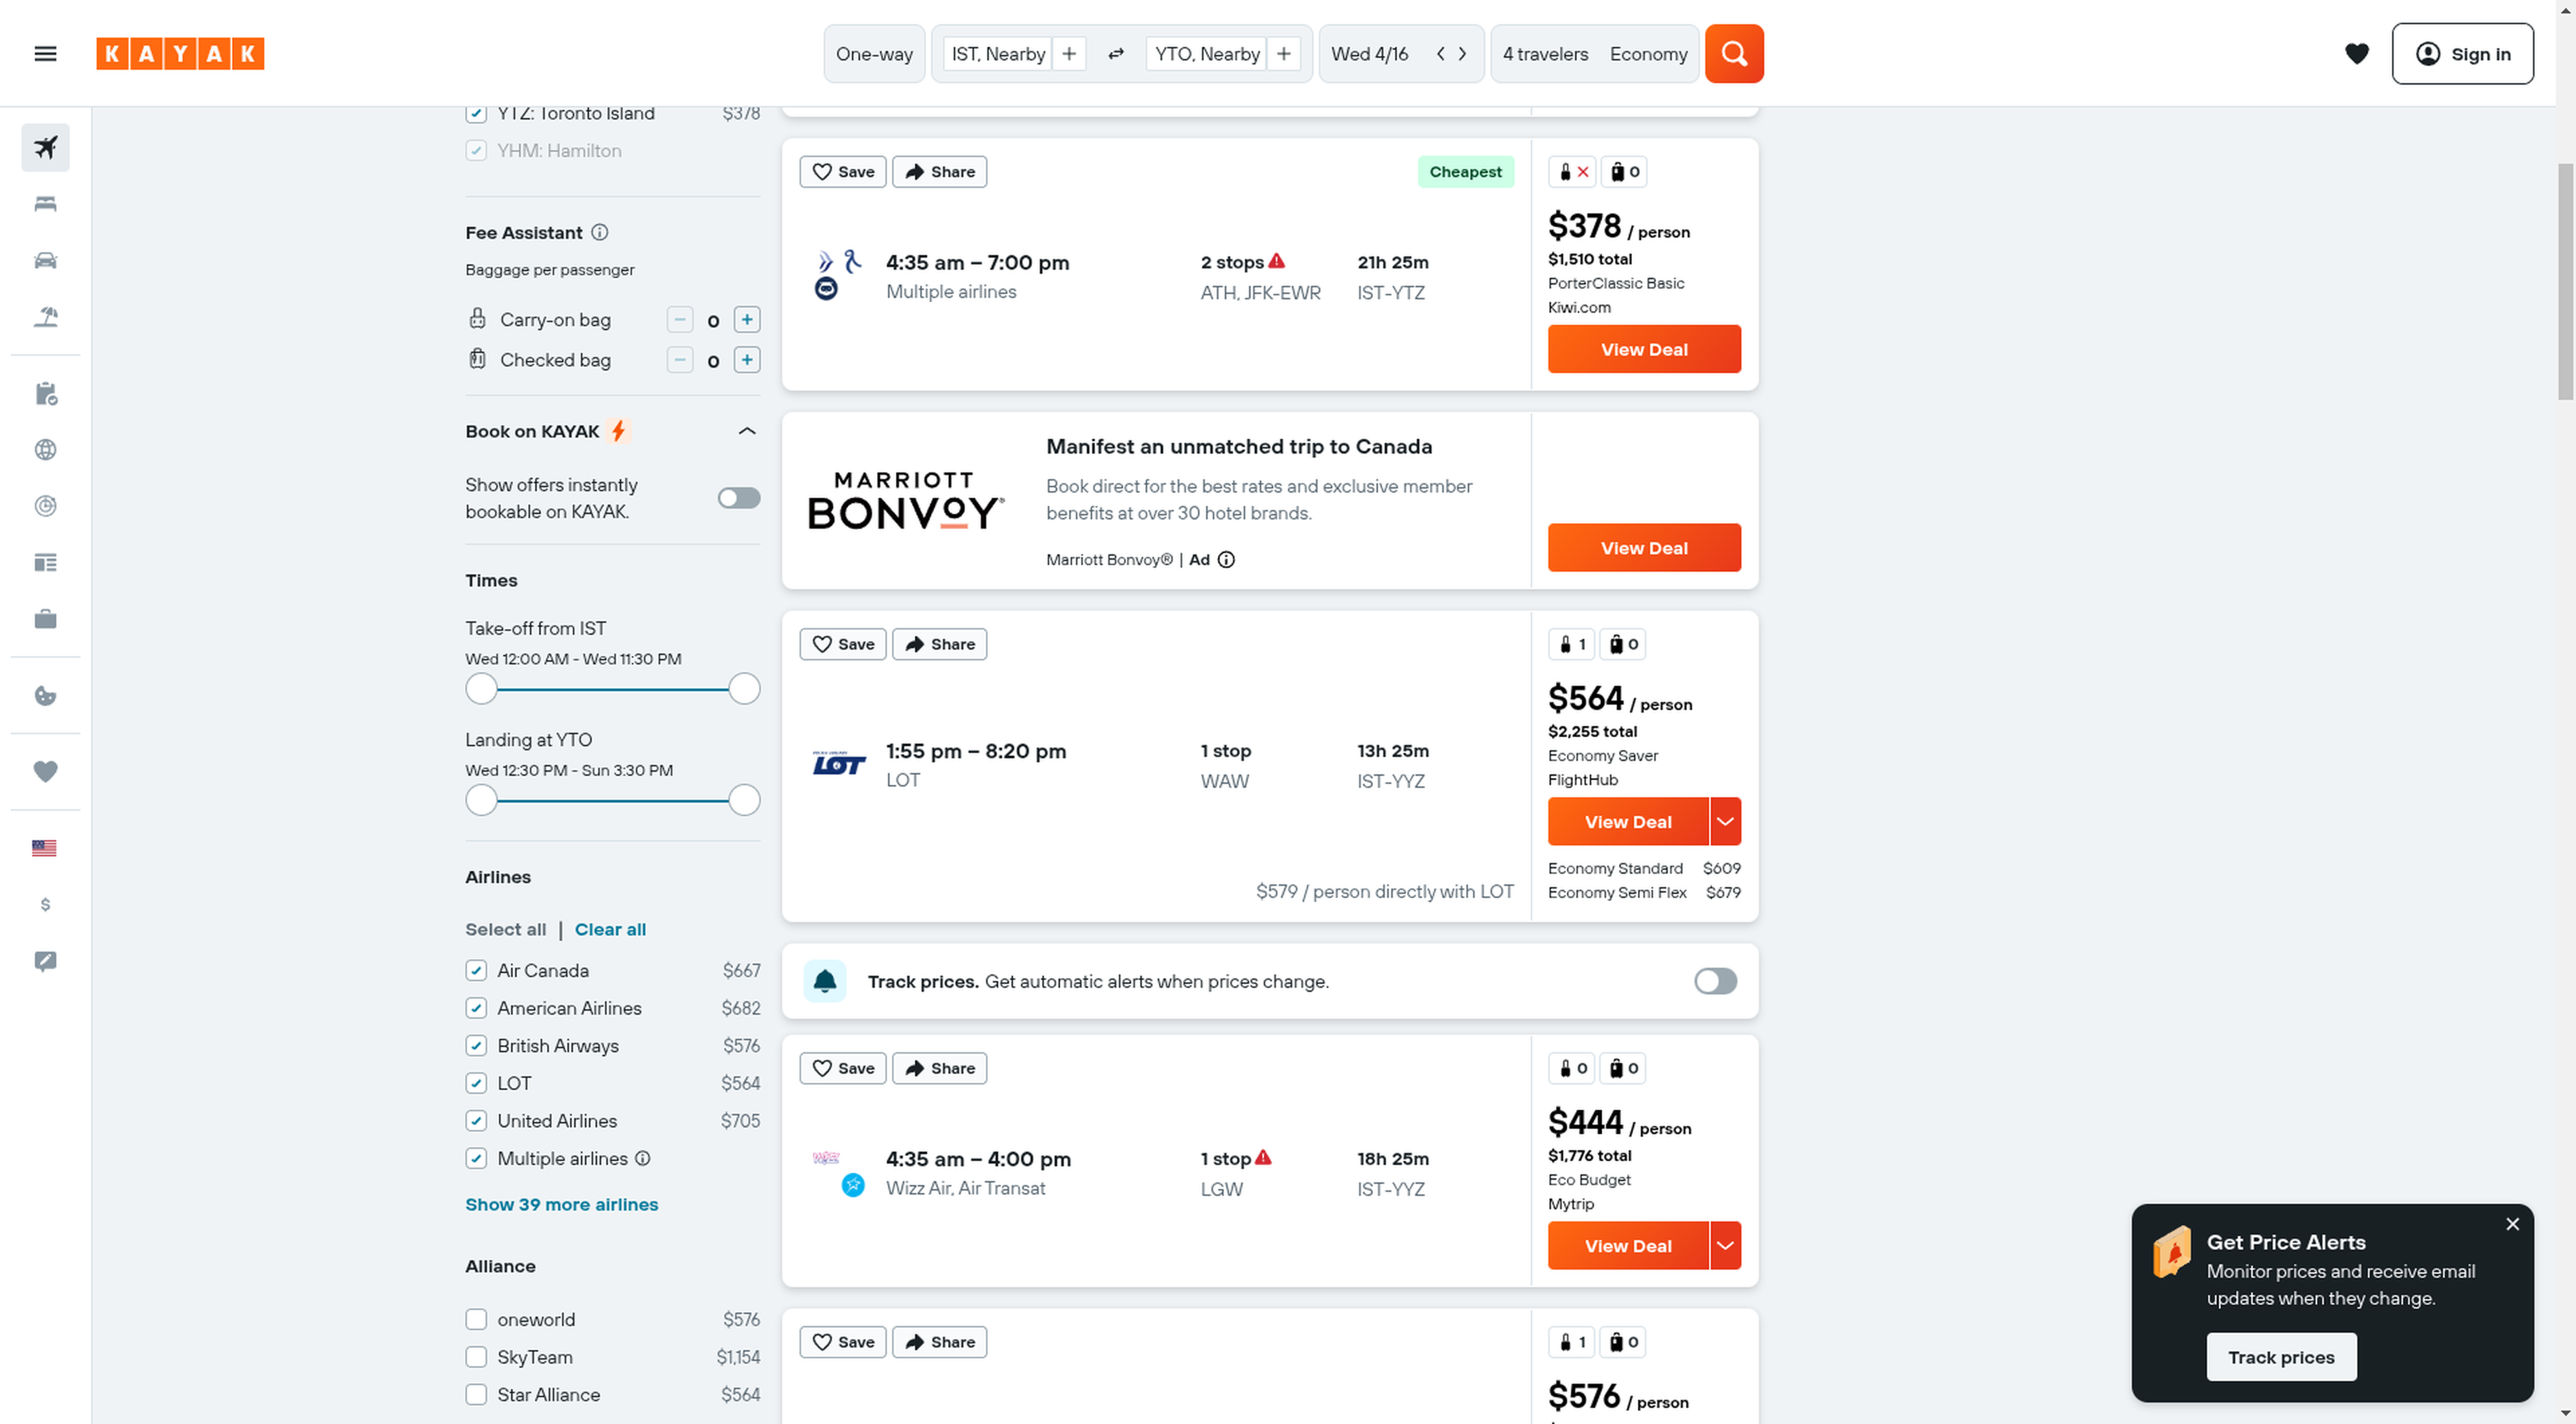 KAYAK
One-way
IST, Nearby
YTO, Nearby
Wed 4/16
4 travelers Economy
Sign in
YTZ: Toronto Island $378
YHM: Hamilton
Fee Assistant
Baggage per passenger
Carry-on bag 0
Checked bag 0
Book on KAYAK
Show offers instantly
bookable on KAYAK.
Times
Take-off from IST
Wed 12:00 AM - Wed 11:30 PM
Landing at YTO
Wed 12:30 PM - Sun 3:30 PM
Airlines
Select all | Clear all
Air Canada $667
American Airlines $682
British Airways $576
LOT $564
United Airlines $705
Multiple airlines
Show 39 more airlines
Alliance
oneworld $576
SkyTeam $1,154
Star Alliance $564
Save Share
Cheapest
4:35 am – 7:00 pm
Multiple airlines
2 stops
ATH, JFK-EWR
21h 25m
IST-YTZ
0
$378 / person
$1,510 total
PorterClassic Basic
Kiwi.com
View Deal
MARRIOTT
BONVOY
Manifest an unmatched trip to Canada
Book direct for the best rates and exclusive member
benefits at over 30 hotel brands.
Marriott Bonvoy® | Ad
View Deal
Save Share
LOT
1:55 pm – 8:20 pm
LOT
1 stop
WAW
13h 25m
IST-YYZ
$579 / person directly with LOT
1 0
$564 / person
$2,255 total
Economy Saver
FlightHub
View Deal
Economy Standard $609
Economy Semi Flex $679
Track prices. Get automatic alerts when prices change.
Save Share
4:35 am – 4:00 pm
Wizz Air, Air Transat
1 stop
LGW
18h 25m
IST-YYZ
0 0
$444 / person
$1,776 total
Eco Budget
Mytrip
View Deal
Save Share
1 0
$576 / person
Get Price Alerts
Monitor prices and receive email
updates when they change.
Track prices